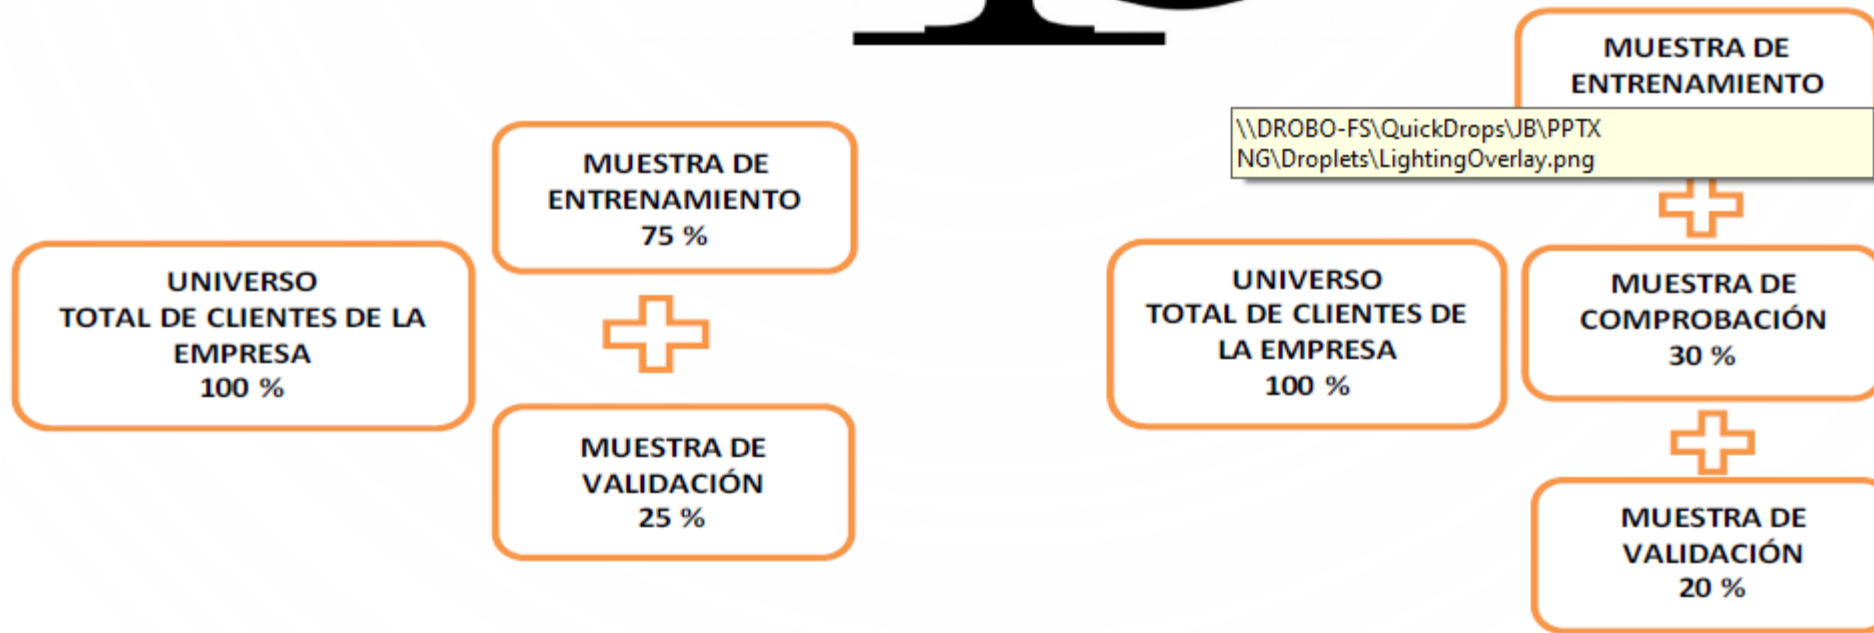 UNIVERSO
TOTAL DE CLIENTES DE LA
EMPRESA
100 %
MUESTRA DE
ENTRENAMIENTO
75 %
MUESTRA DE
VALIDACIÓN
25 %
UNIVERSO
TOTAL DE CLIENTES DE
LA EMPRESA
100 %
MUESTRA DE
ENTRENAMIENTO
\\DROBO-FS\QuickDrops\JB\PPTX
NG\Droplets\LightingOverlay.png
MUESTRA DE
COMPROBACIÓN
30 %
MUESTRA DE
VALIDACIÓN
20 %